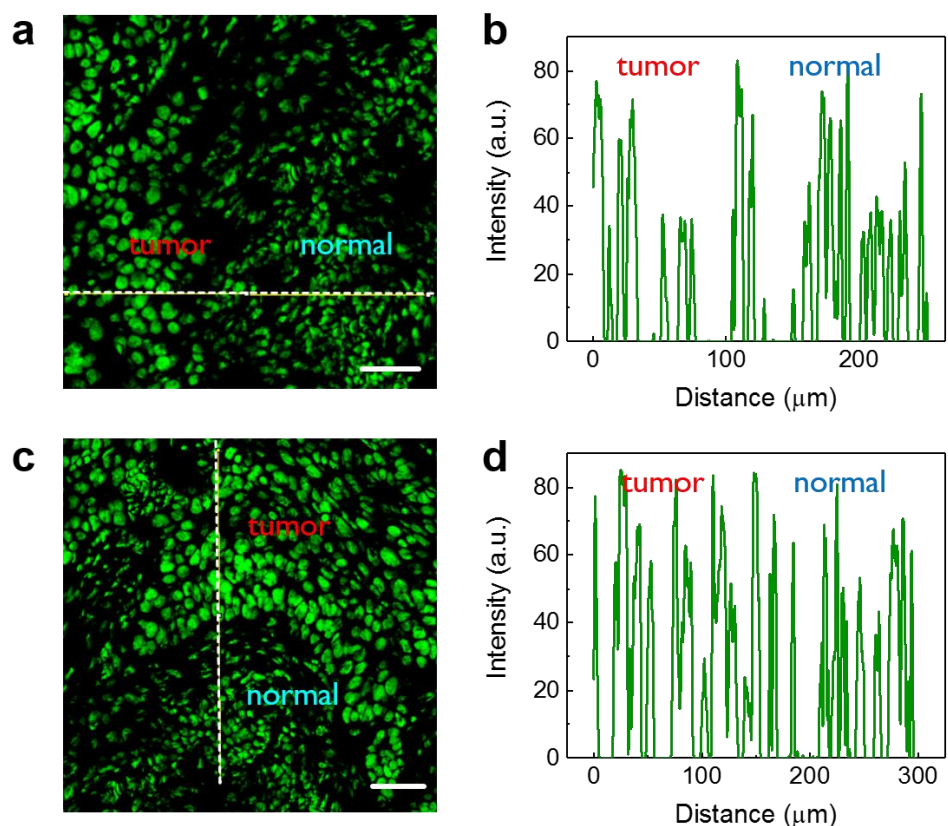 a
tumor
normal
b
tumor
normal
80
60
40
20
0
Intensity (a.u.)
0
100
200
Distance (μm)
c
tumor
normal
d
tumor
normal
80
60
40
20
0
Intensity (a.u.)
0
100
200
300
Distance (μm)